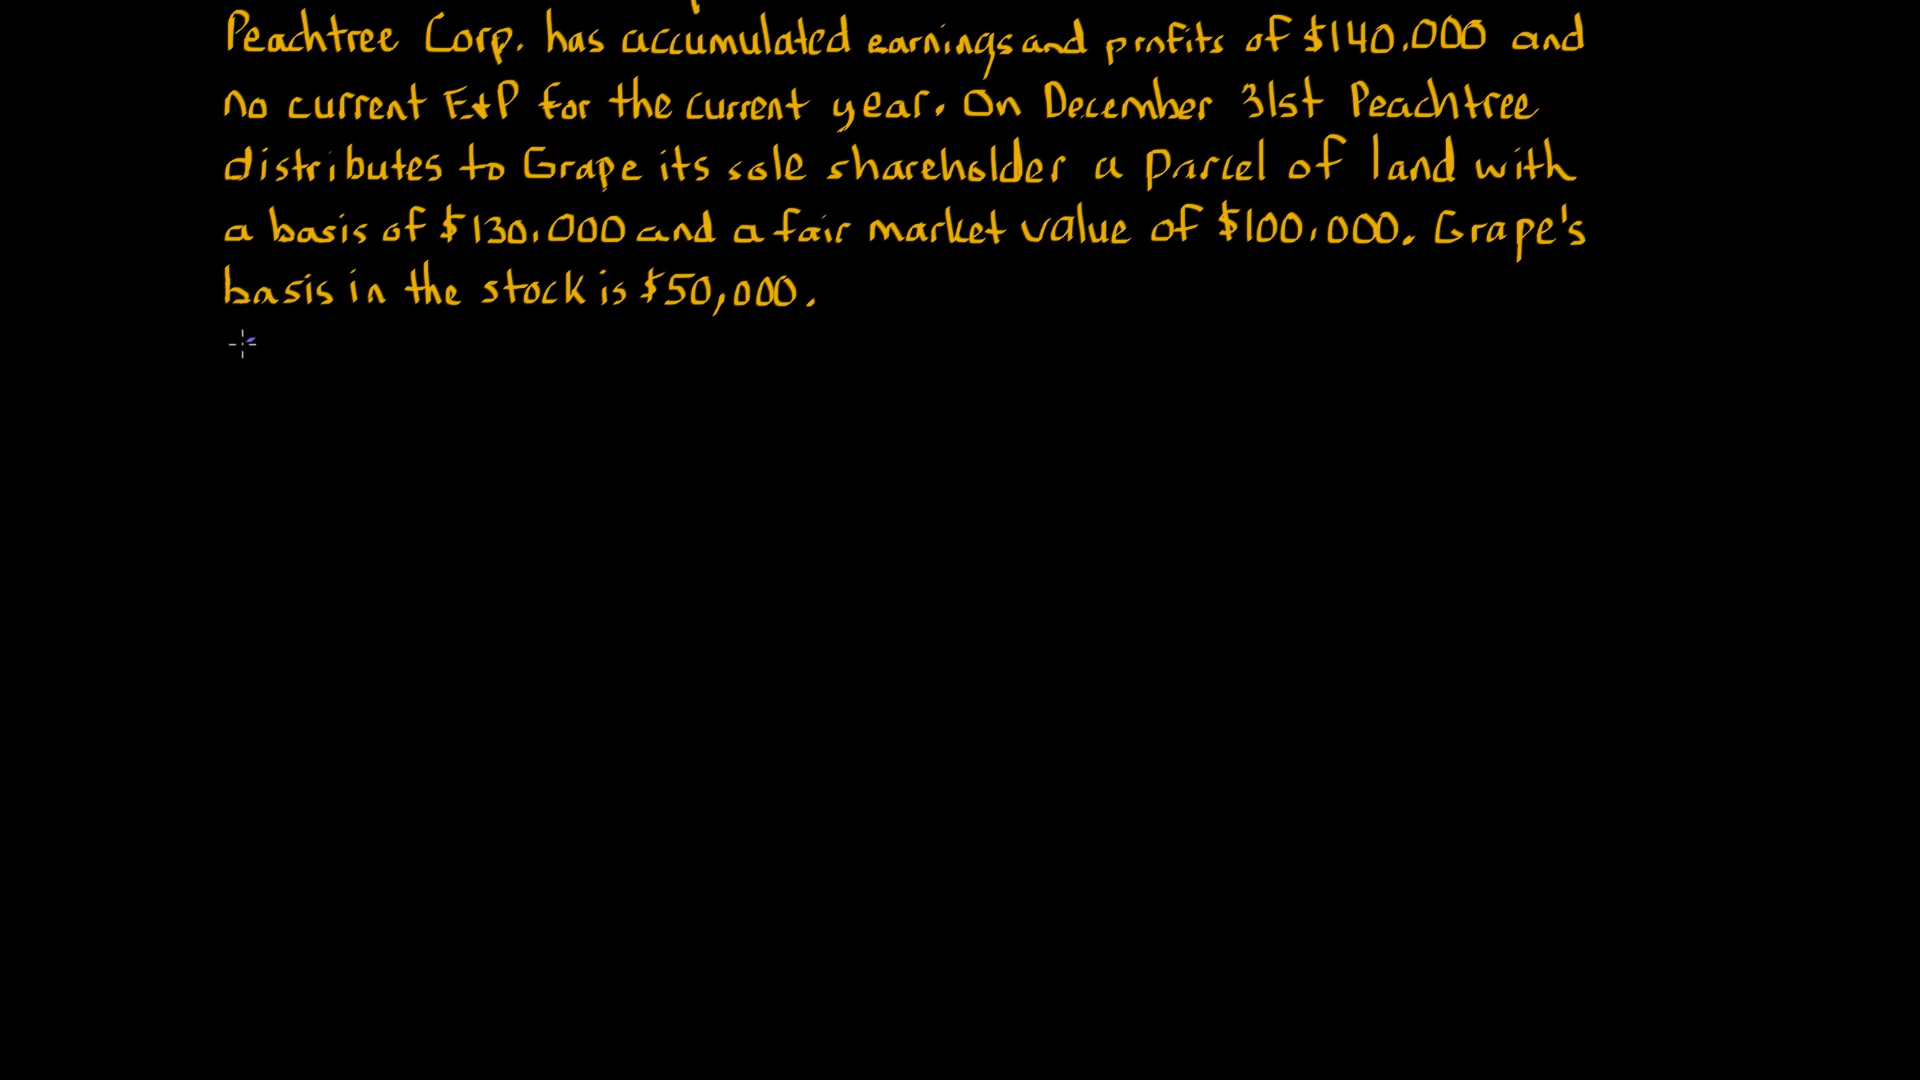 Peachtree Corp. has accumulated earnings and profits of $140,000 and
no current E+P for the current year. On December 31st Peachtree
distributes to Grape its sole shareholder a parcel of land with
a basis of $130,000 and a fair market value of $100,000. Grape's
basis in the stock is $50,000.